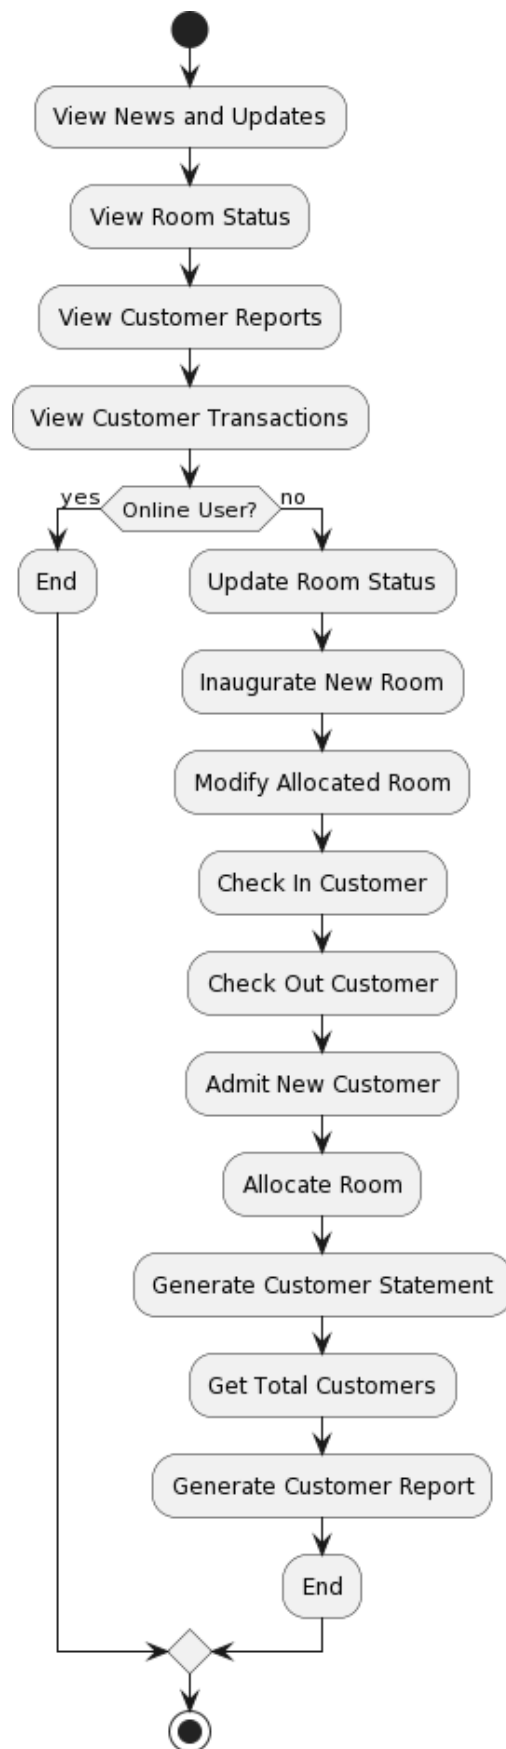 View News and Updates
View Room Status
View Customer Reports
View Customer Transactions
yes
Online User?
no
End
Update Room Status
Inaugurate New Room
Modify Allocated Room
Check In Customer
Check Out Customer
Admit New Customer
Allocate Room
Generate Customer Statement
Get Total Customers
Generate Customer Report
End